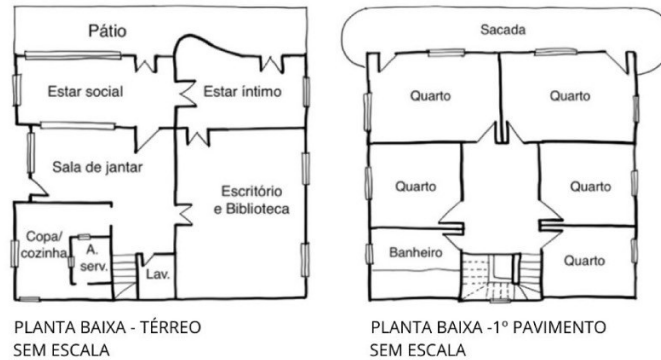 Pátio
Estar social
Estar íntimo
Sala de jantar
Escritório
e Biblioteca
Copa/
cozinha
A.
serv.
Lav.
PLANTA BAIXA - TÉRREO
SEM ESCALA
Sacada
Quarto
Quarto
Quarto
Quarto
Banheiro
Quarto
PLANTA BAIXA -1º PAVIMENTO
SEM ESCALA